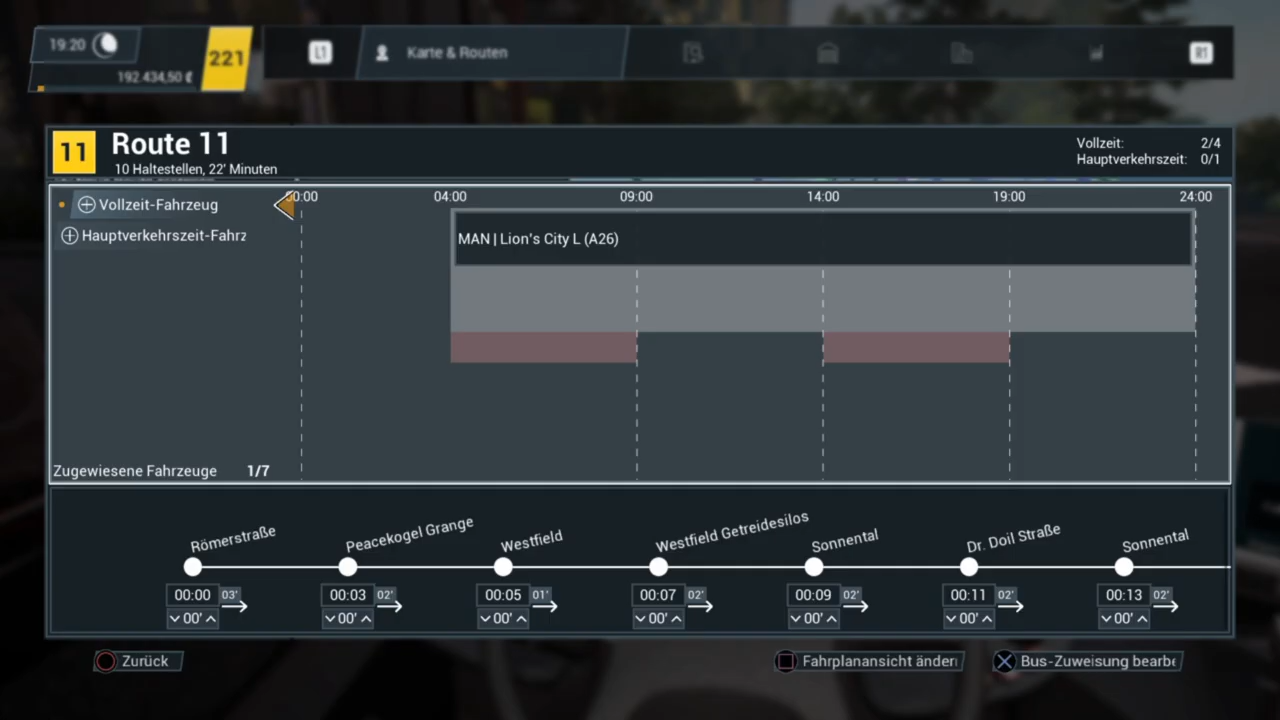 19:20
192.434,50 ₡
221
L1
Karte & Routen
R1
11
Route 11
10 Haltestellen, 22' Minuten
Vollzeit: 2/4
Hauptverkehrszeit: 0/1
00:00 04:00 09:00 14:00 19:00 24:00
Vollzeit-Fahrzeug
Hauptverkehrszeit-Fahrz
MAN | Lion's City L (A26)
Zugewiesene Fahrzeuge 1/7
Römerstraße Peacekogel Grange Westfield Westfield Getreidesilos Sonnental Dr. Doil Straße Sonnental
00:00 03' 00:03 02' 00:05 01' 00:07 02' 00:09 02' 00:11 02' 00:13 02'
00' 00' 00' 00' 00' 00' 00'
Zurück
Fahrplanansicht änder
Bus-Zuweisung bearbe